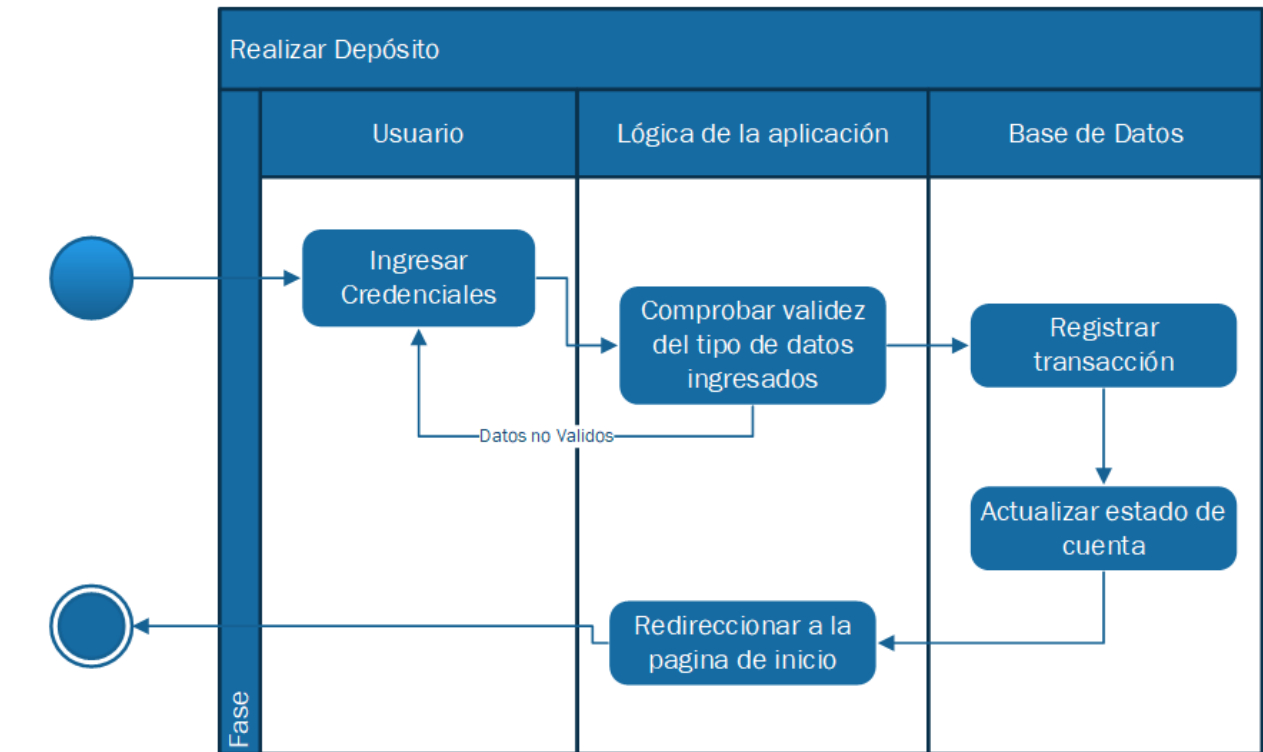 Realizar Depósito
Usuario
Lógica de la aplicación
Base de Datos
Ingresar
Credenciales
Comprobar validez
del tipo de datos
ingresados
Registrar
transacción
Datos no Validos
Actualizar estado de
cuenta
Redireccionar a la
pagina de inicio
Fase